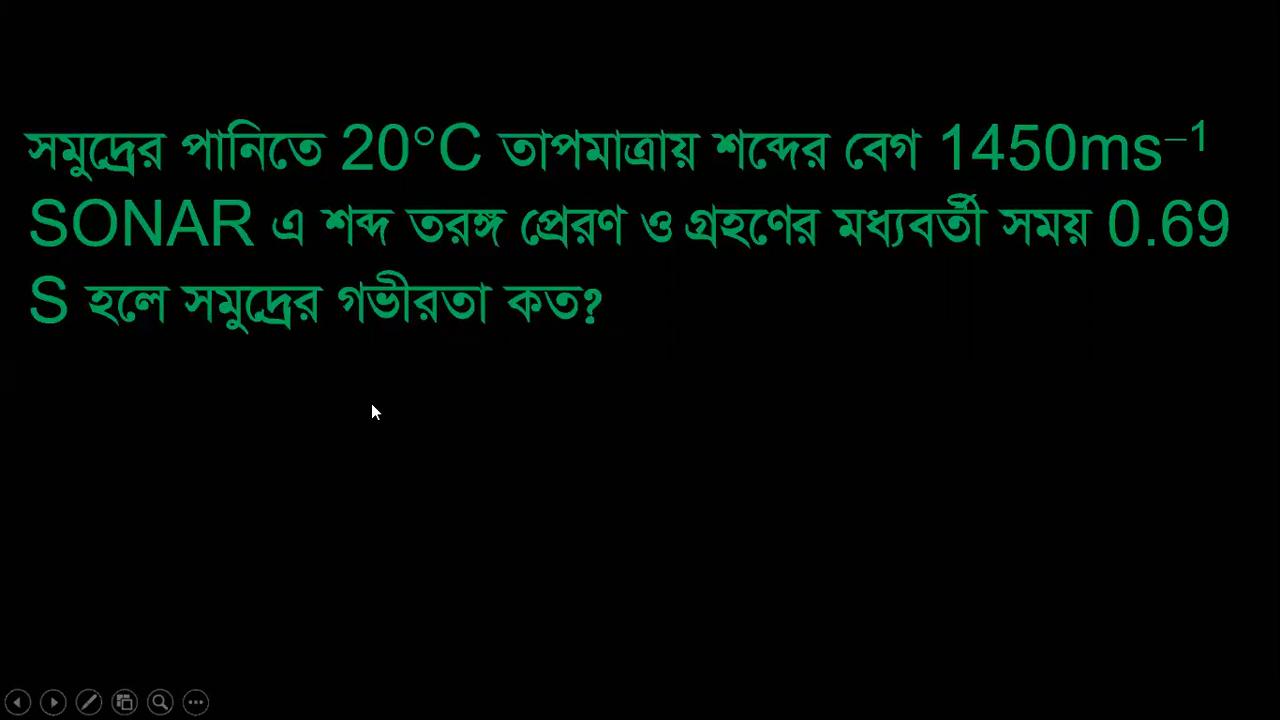 সমুদ্রের পানিতে 20°C তাপমাত্রায় শব্দের বেগ 1450ms⁻¹
SONAR এ শব্দ তরঙ্গ প্রেরণ ও গ্রহণের মধ্যবর্তী সময় 0.69
S হলে সমুদ্রের গভীরতা কত?